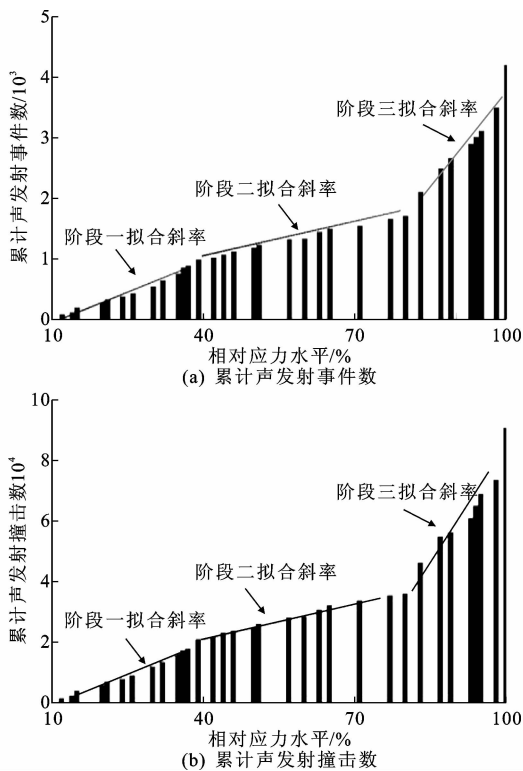 累计声发射事件数/10³
5
4
3
2
1
0
阶段一拟合斜率
阶段二拟合斜率
阶段三拟合斜率
10
40
70
100
相对应力水平/%
(a) 累计声发射事件数
累计声发射撞击数10⁴
10
8
6
4
2
0
阶段一拟合斜率
阶段二拟合斜率
阶段三拟合斜率
10
40
70
100
相对应力水平/%
(b) 累计声发射撞击数